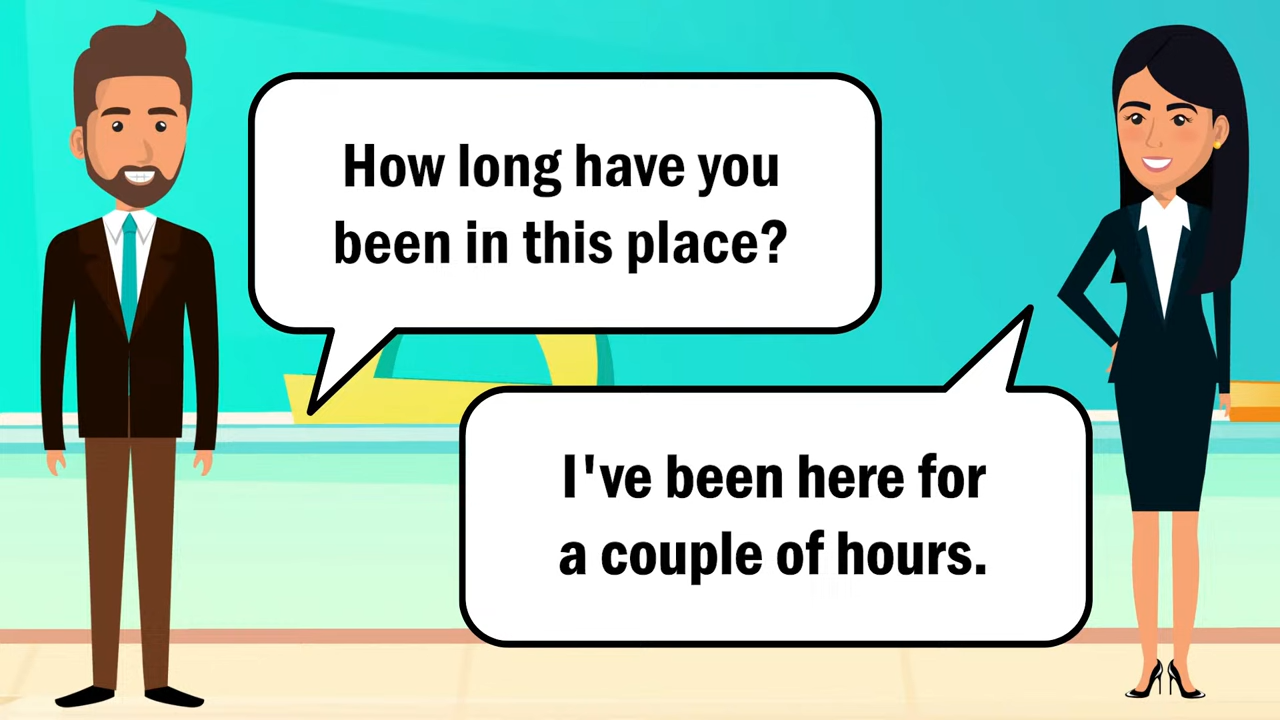 How long have you
been in this place?
I've been here for
a couple of hours.